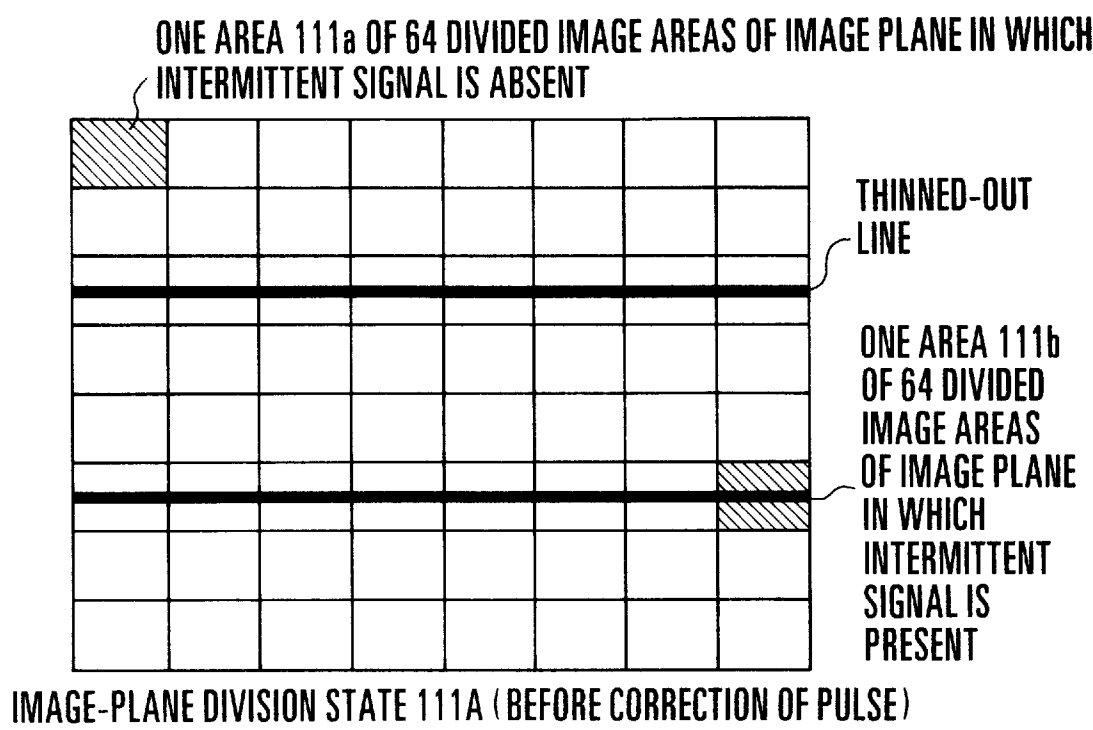 ONE AREA 111a OF 64 DIVIDED IMAGE AREAS OF IMAGE PLANE IN WHICH
INTERMITTENT SIGNAL IS ABSENT
THINNED-OUT
LINE
ONE AREA 111b
OF 64 DIVIDED
IMAGE AREAS
OF IMAGE PLANE
IN WHICH
INTERMITTENT
SIGNAL IS
PRESENT
IMAGE-PLANE DIVISION STATE 111A (BEFORE CORRECTION OF PULSE)